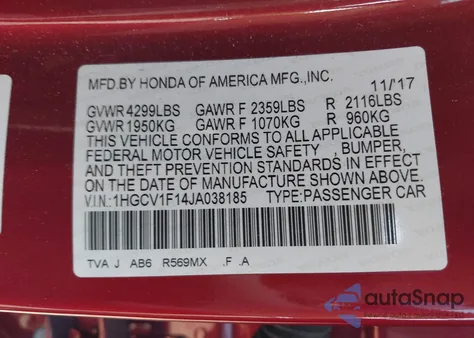 MFD.BY HONDA OF AMERICA MFG.,INC. 11/'17
GVWR 4299LBS GAWR F 2359LBS R 2116LBS
GVWR 1950KG GAWR F 1070KG R 960KG
THIS VEHICLE CONFORMS TO ALL APPLICABLE
FEDERAL MOTOR VEHICLE SAFETY , BUMPER,
AND THEFT PREVENTION STANDARDS IN EFFECT
ON THE DATE OF MANUFACTURE SHOWN ABOVE.
V.I.N.:1HGCV1F14JA038185 TYPE:PASSENGER CAR
TVA J AB6 R569MX .F .A
autoSnap